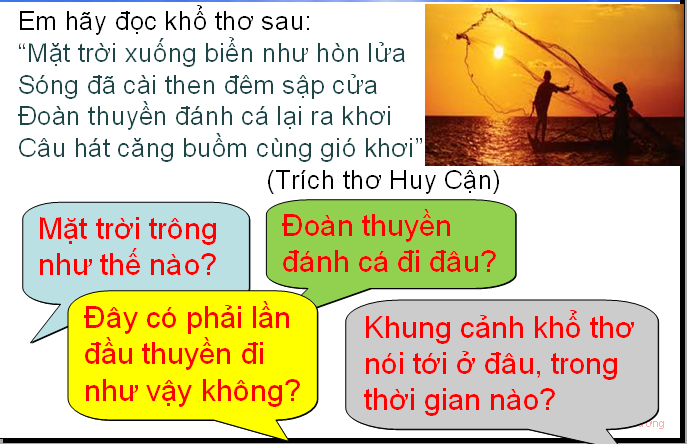 Em hãy đọc khổ thơ sau:
“Mặt trời xuống biển như hòn lửa
Sóng đã cài then đêm sập cửa
Đoàn thuyền đánh cá lại ra khơi
Câu hát căng buồm cùng gió khơi”
(Trích thơ Huy Cận)
Mặt trời trông
như thế nào?
Đoàn thuyền
đánh cá đi đâu?
Đây có phải lần
đầu thuyền đi
như vậy không?
Khung cảnh khổ thơ
nói tới ở đâu, trong
thời gian nào?